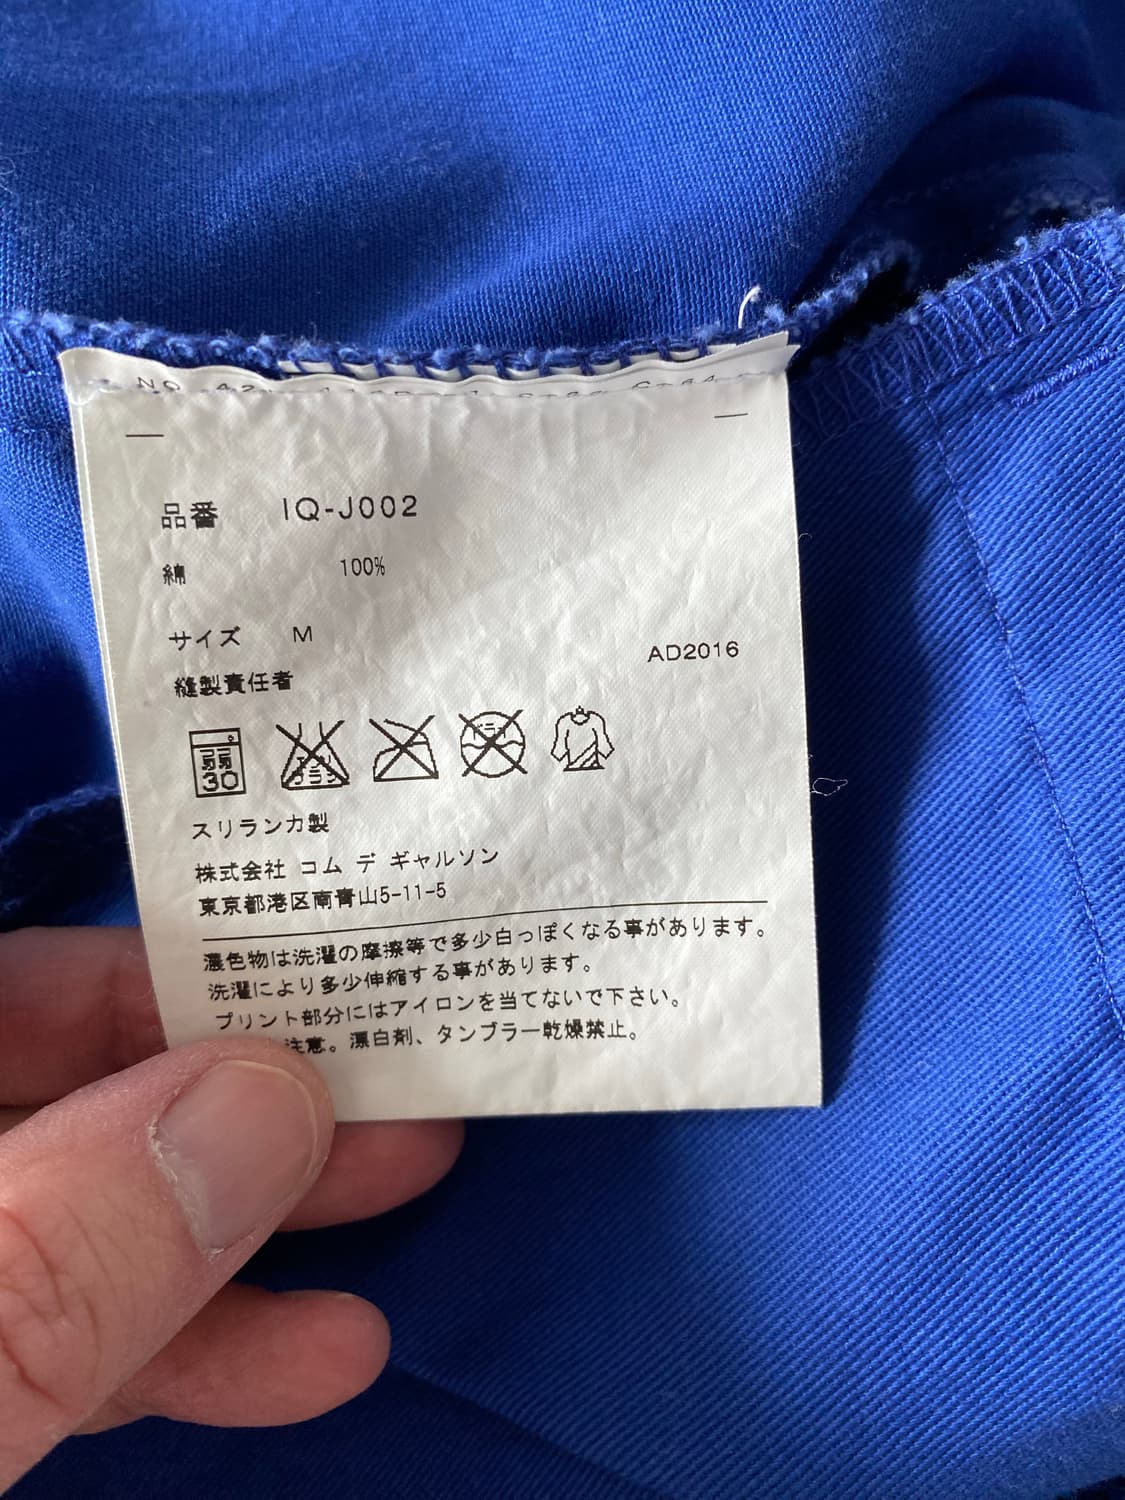 品番 IQ-J002
綿 100%
サイズ M
AD2016
縫製責任者
30
スリランカ製
株式会社 コム デ ギャルソン
東京都港区南青山5-11-5
濃色物は洗濯の摩擦等で多少白っぽくなる事があります。
洗濯により多少伸縮する事があります。
プリント部分にはアイロンを当てないで下さい。
注意。漂白剤、タンブラー乾燥禁止。